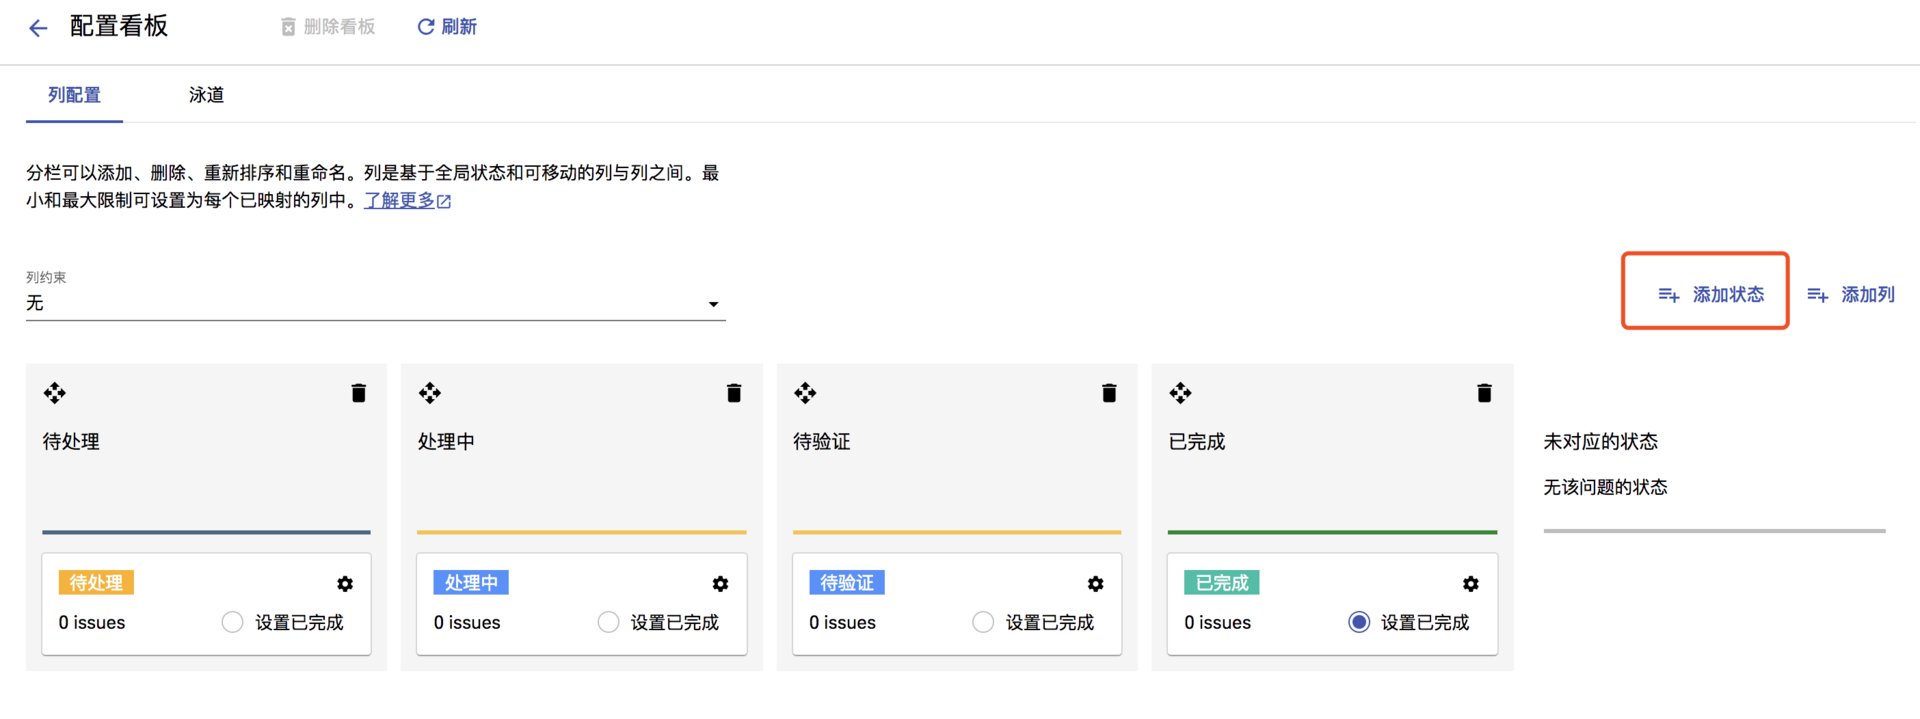 配置看板
删除看板
刷新
列配置
泳道
分栏可以添加、删除、重新排序和重命名。列是基于全局状态和可移动的列与列之间。最
小和最大限制可设置为每个已映射的列中。了解更多
列约束
无
添加状态
添加列
待处理
处理中
待验证
已完成
未对应的状态
无该问题的状态
待处理
0 issues
设置已完成
处理中
0 issues
设置已完成
待验证
0 issues
设置已完成
已完成
0 issues
设置已完成